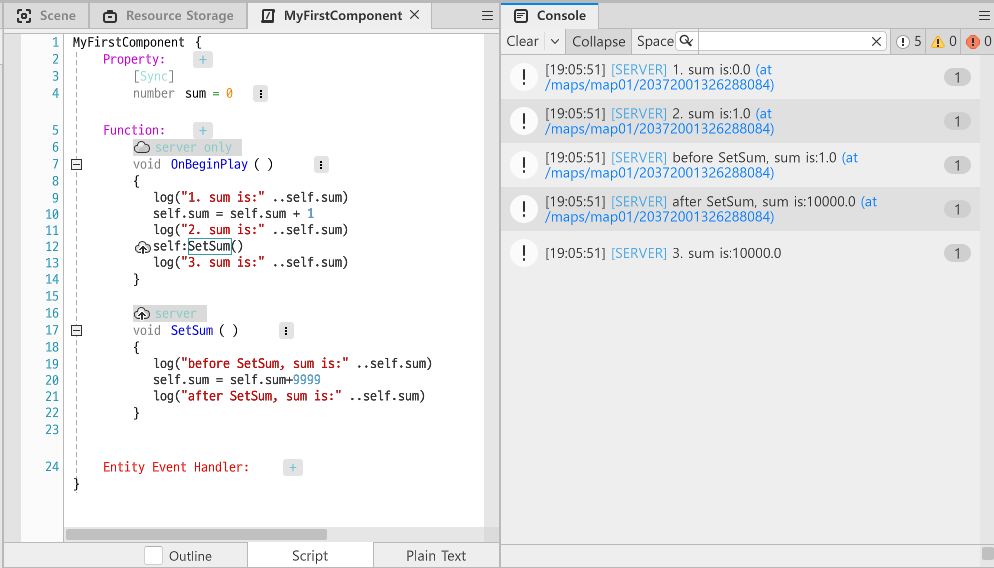 Scene
Resource Storage
MyFirstComponent
1 MyFirstComponent {
2 Property: +
3 [Sync]
4 number sum = 0
5 Function: +
6 server only
7 void OnBeginPlay ( )
8 {
9 log("1. sum is:" ..self.sum)
10 self.sum = self.sum + 1
11 log("2. sum is:" ..self.sum)
12 self:SetSum()
13 log("3. sum is:" ..self.sum)
14 }
15
16 server
17 void SetSum ( )
18 {
19 log("before SetSum, sum is:" ..self.sum)
20 self.sum = self.sum+9999
21 log("after SetSum, sum is:" ..self.sum)
22 }
23
24 Entity Event Handler: +
}
Outline
Script
Plain Text
Console
Clear
Collapse
Space
5
0
0
[19:05:51] [SERVER] 1. sum is:0.0 (at
/maps/map01/20372001326288084)
1
[19:05:51] [SERVER] 2. sum is:1.0 (at
/maps/map01/20372001326288084)
1
[19:05:51] [SERVER] before SetSum, sum is:1.0 (at
/maps/map01/20372001326288084)
1
[19:05:51] [SERVER] after SetSum, sum is:10000.0 (at
/maps/map01/20372001326288084)
1
[19:05:51] [SERVER] 3. sum is:10000.0
1